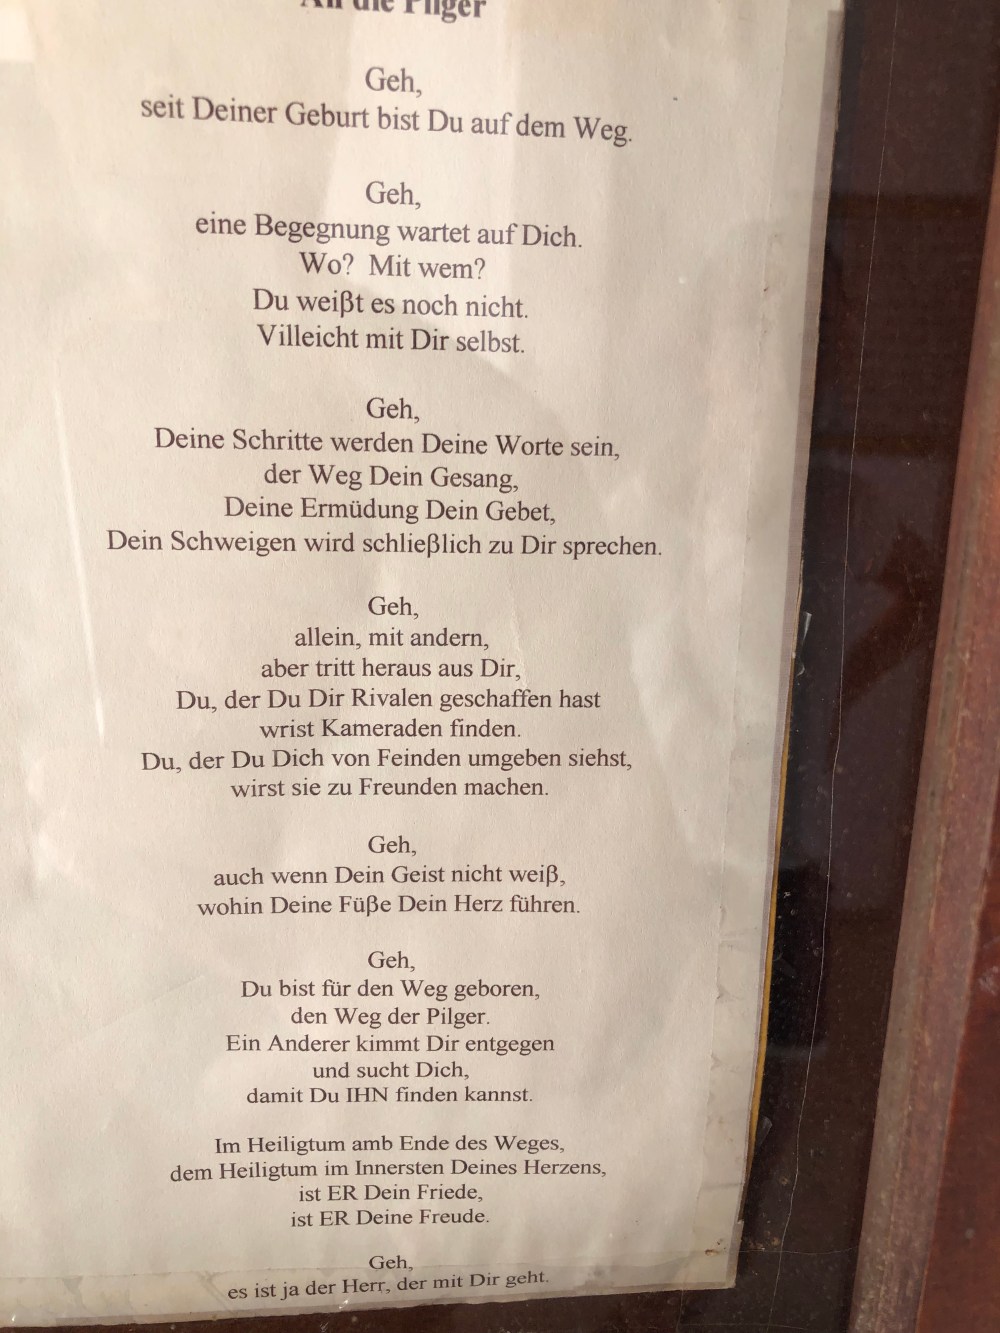 An die Pilger
Geh,
seit Deiner Geburt bist Du auf dem Weg.
Geh,
eine Begegnung wartet auf Dich.
Wo? Mit wem?
Du weiβt es noch nicht.
Villeicht mit Dir selbst.
Geh,
Deine Schritte werden Deine Worte sein,
der Weg Dein Gesang,
Deine Ermüdung Dein Gebet,
Dein Schweigen wird schlieβlich zu Dir sprechen.
Geh,
allein, mit andern,
aber tritt heraus aus Dir,
Du, der Du Dir Rivalen geschaffen hast
wrist Kameraden finden.
Du, der Du Dich von Feinden umgeben siehst,
wirst sie zu Freunden machen.
Geh,
auch wenn Dein Geist nicht weiβ,
wohin Deine Füβe Dein Herz führen.
Geh,
Du bist für den Weg geboren,
den Weg der Pilger.
Ein Anderer kimmt Dir entgegen
und sucht Dich,
damit Du IHN finden kannst.
Im Heiligtum amb Ende des Weges,
dem Heiligtum im Innersten Deines Herzens,
ist ER Dein Friede,
ist ER Deine Freude.
Geh,
es ist ja der Herr, der mit Dir geht.